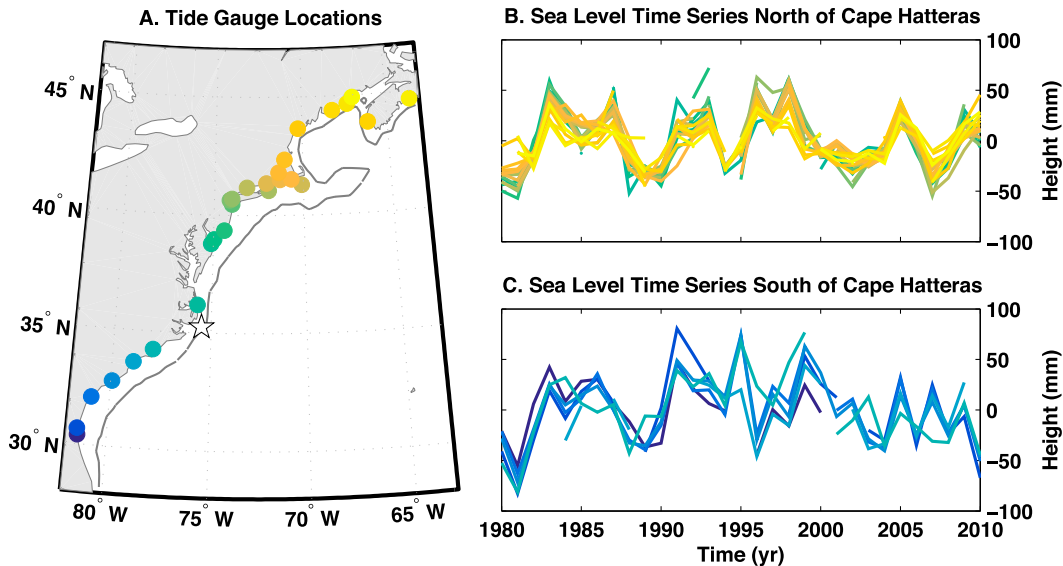 A. Tide Gauge Locations
45° N
40° N
35° N
30° N
80° W
75° W
70° W
65° W
B. Sea Level Time Series North of Cape Hatteras
100
50
0
−50
−100
Height (mm)
C. Sea Level Time Series South of Cape Hatteras
100
50
0
−50
−100
Height (mm)
1980 1985 1990 1995 2000 2005 2010
Time (yr)